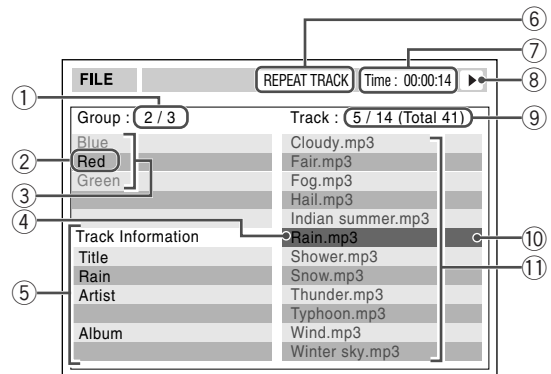 ⑥
⑦
FILE REPEAT TRACK Time : 00:00:14 ⑧
① Group : 2 / 3 Track : 5 / 14 (Total 41) ⑨
Blue Cloudy.mp3
② Red Fair.mp3
Green Fog.mp3
③ Hail.mp3
④ Indian summer.mp3
Track Information Rain.mp3 ⑩
Title Shower.mp3
Rain Snow.mp3 ⑪
⑤ Artist Thunder.mp3
Typhoon.mp3
Album Wind.mp3
Winter sky.mp3